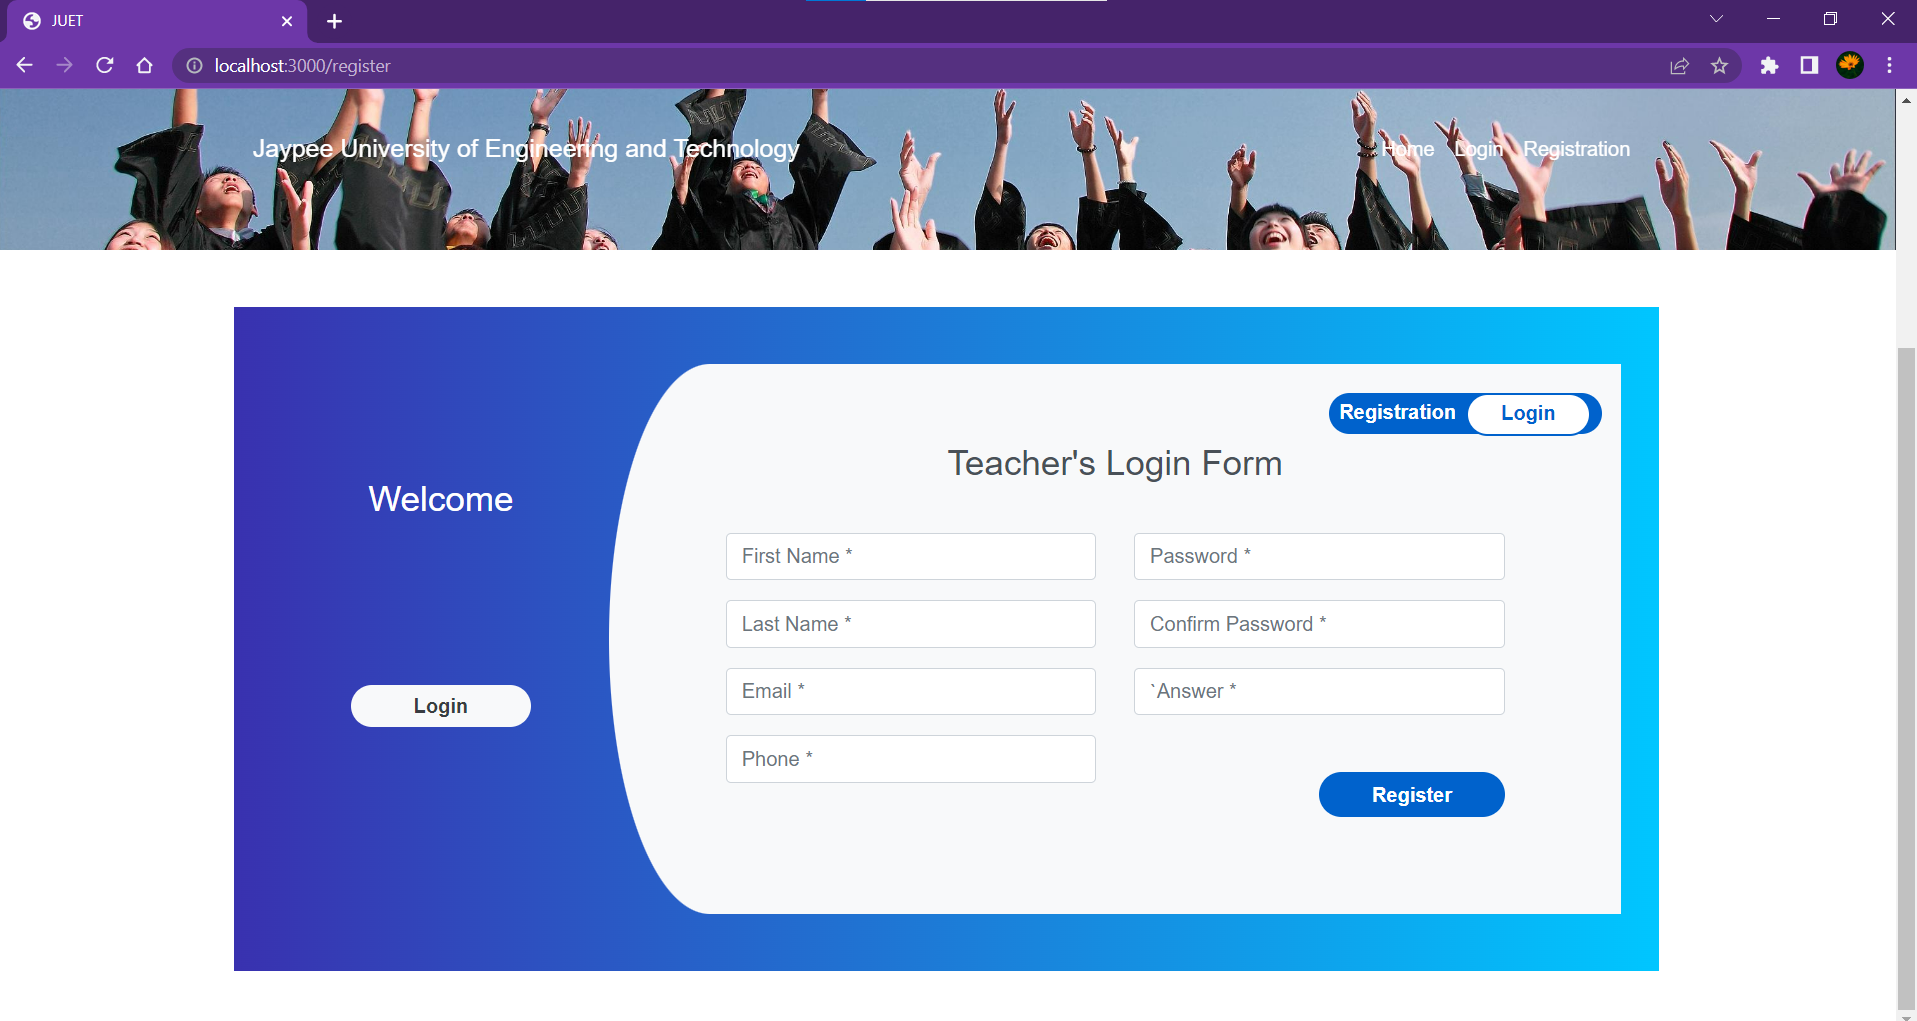 JUET
localhost:3000/register
Jaypee University of Engineering and Technology
Home Login Registration
Registration Login
Teacher's Login Form
Welcome
First Name * Password *
Last Name * Confirm Password *
Email * `Answer *
Login
Phone *
Register